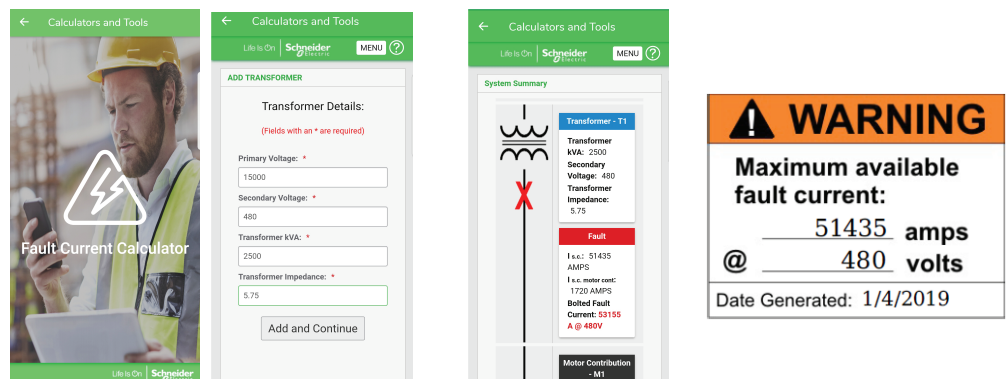 Calculators and Tools
Fault Current Calculator
Life Is On | Schneider
Calculators and Tools
Life Is On | Schneider Electric MENU ?
ADD TRANSFORMER
Transformer Details:
(Fields with an * are required)
Primary Voltage: *
15000
Secondary Voltage: *
480
Transformer kVA: *
2500
Transformer Impedance: *
5.75
Add and Continue
Calculators and Tools
Life Is On | Schneider Electric MENU ?
System Summary
Transformer - T1
Transformer
kVA: 2500
Secondary
Voltage: 480
Transformer
Impedance:
5.75
X
Fault
I s.c.: 51435
AMPS
I s.c. motor cont:
1720 AMPS
Bolted Fault
Current: 53155
A @ 480V
Motor Contribution
- M1
WARNING
Maximum available
fault current:
51435 amps
@ 480 volts
Date Generated: 1/4/2019